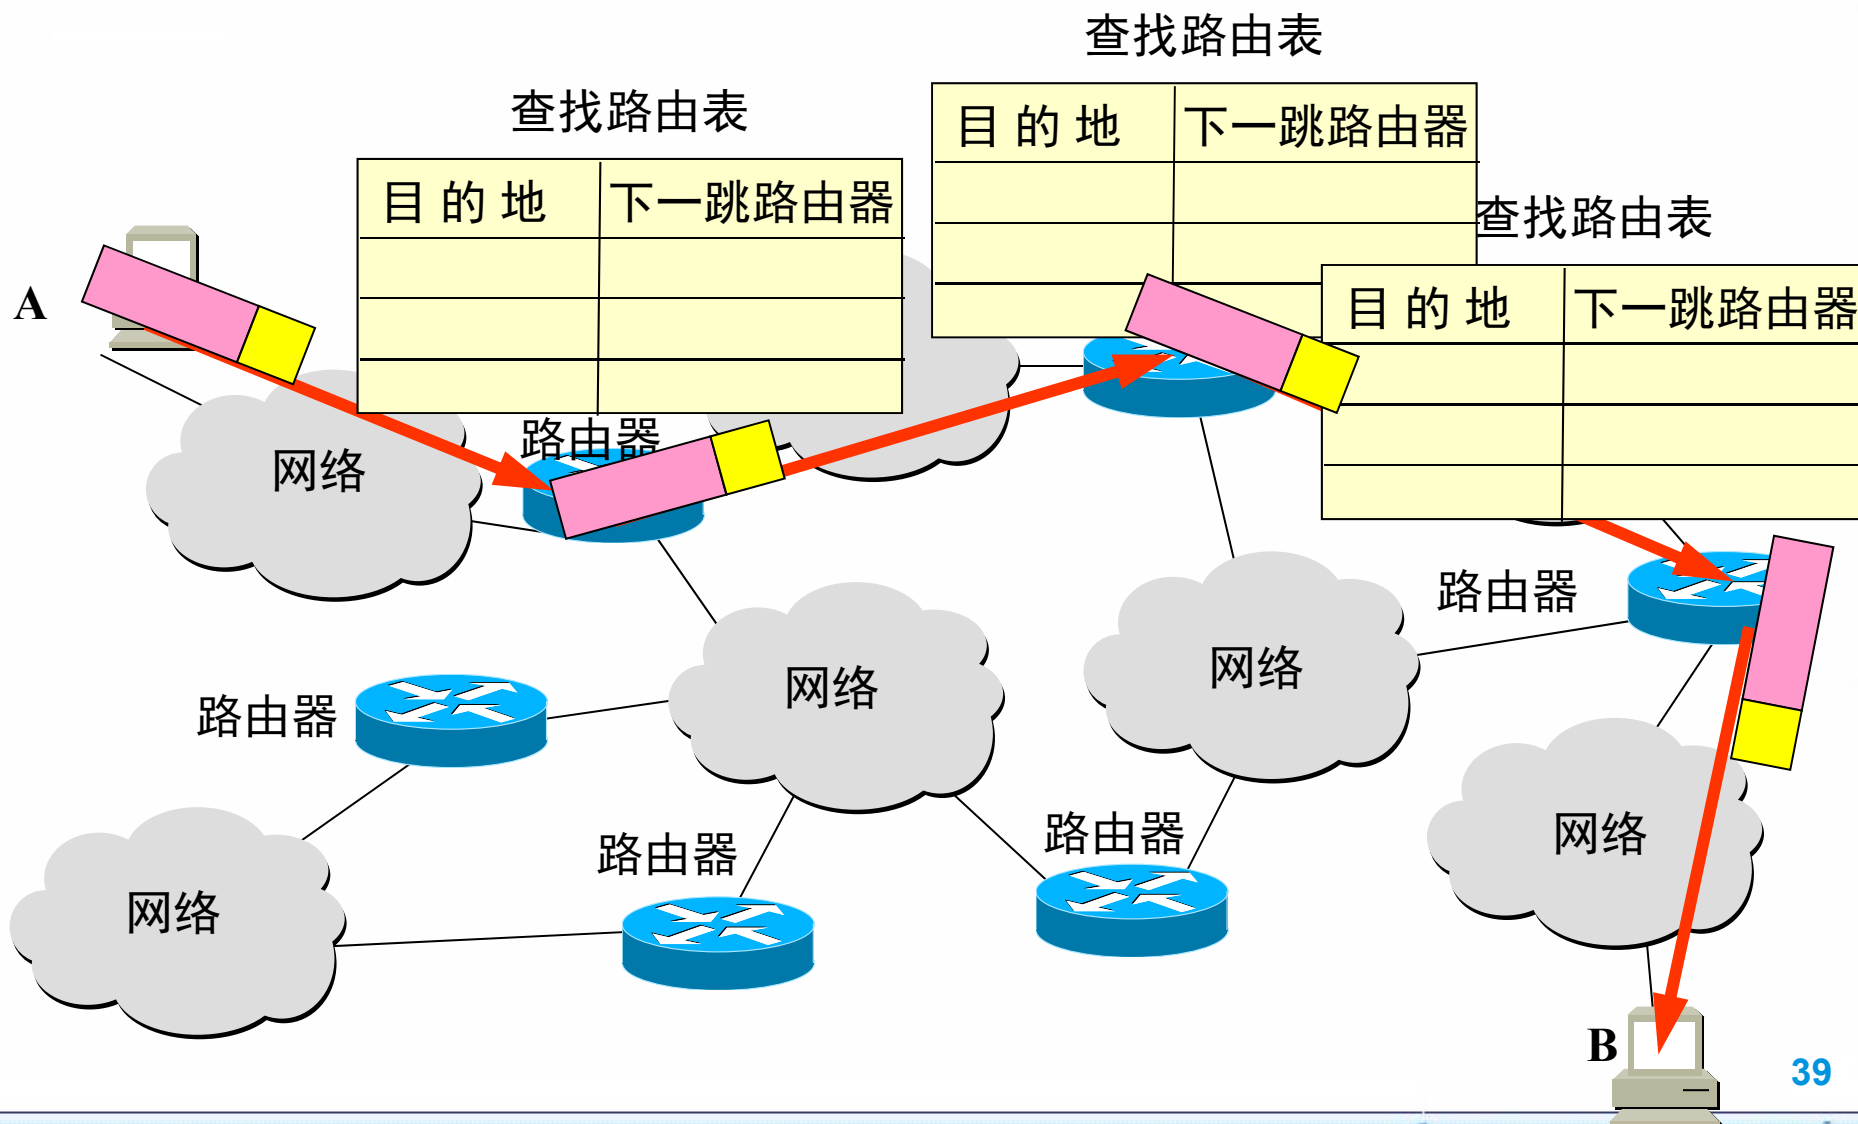 查找路由表
查找路由表
目 的 地 下一跳路由器
目 的 地 下一跳路由器
查找路由表
A
目 的 地 下一跳路由器
路由器
网络
路由器
网络
网络
路由器
路由器
路由器
网络
网络
B
39